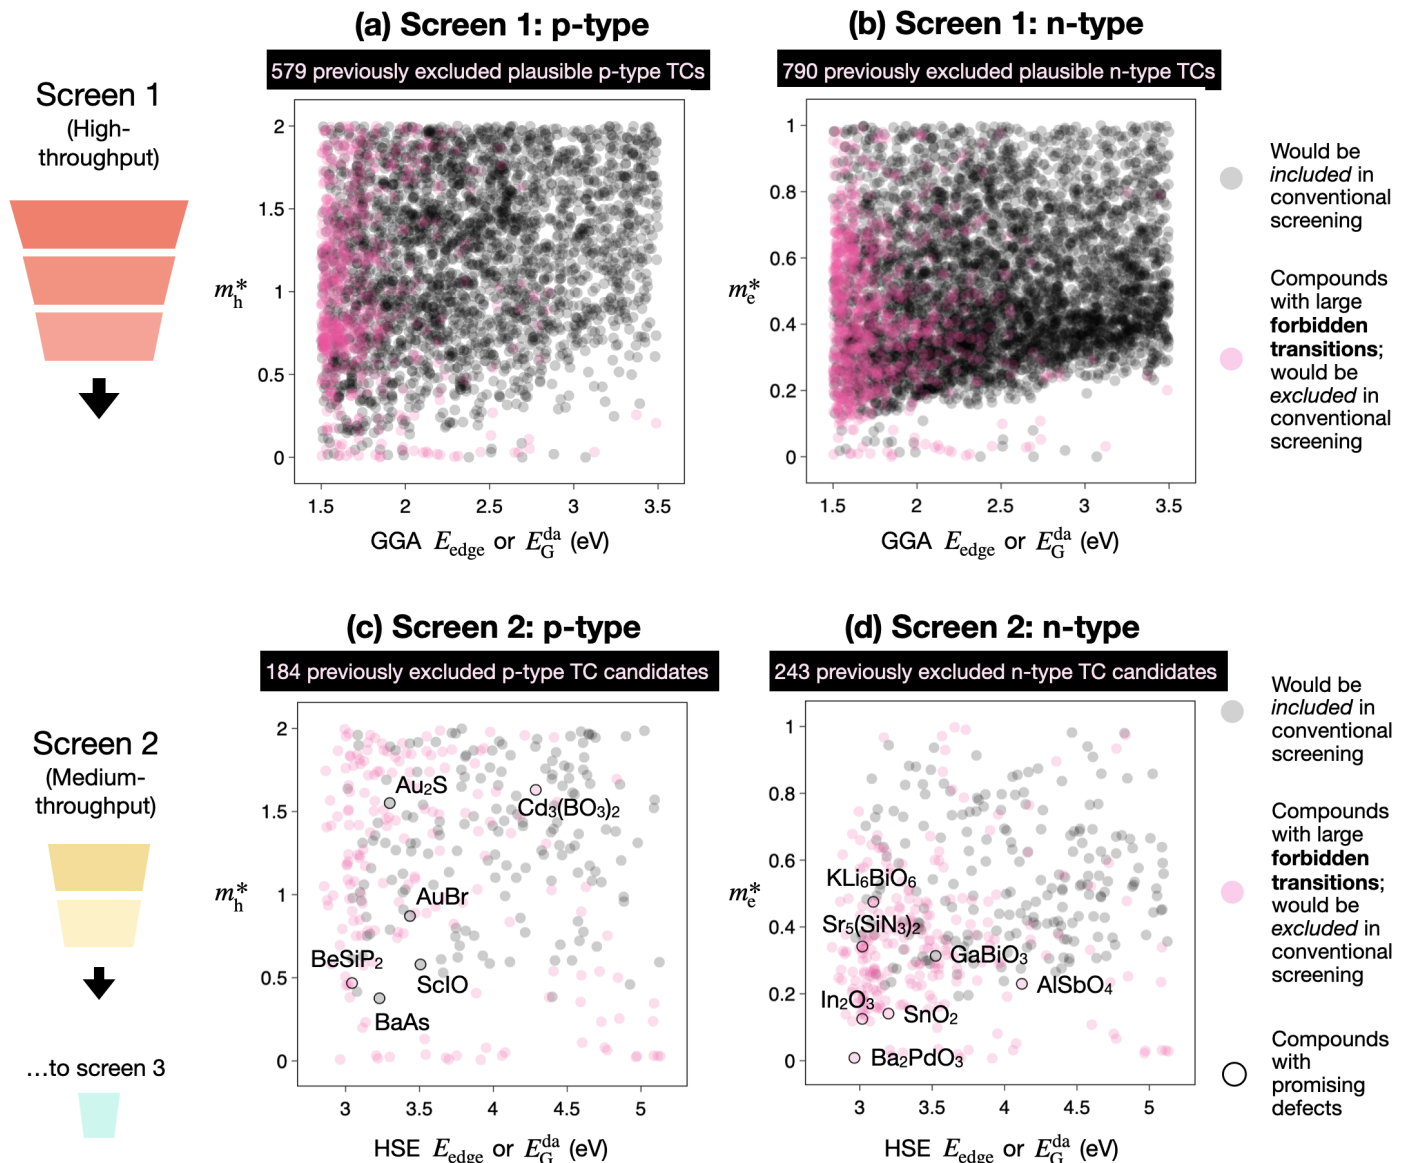 (a) Screen 1: p-type
579 previously excluded plausible p-type TCs
(b) Screen 1: n-type
790 previously excluded plausible n-type TCs
Screen 1
(High-
throughput)
m*h
2
1.5
1
0.5
0
1.5 2 2.5 3 3.5
GGA Eedge or EGda (eV)
m*e
1
0.8
0.6
0.4
0.2
0
1.5 2 2.5 3 3.5
GGA Eedge or EGda (eV)
Would be
included in
conventional
screening
Compounds
with large
forbidden
transitions;
would be
excluded in
conventional
screening
(c) Screen 2: p-type
184 previously excluded p-type TC candidates
(d) Screen 2: n-type
243 previously excluded n-type TC candidates
Screen 2
(Medium-
throughput)
...to screen 3
m*h
2
1.5
1
0.5
0
Au₂S
Cd₃(BO₃)₂
AuBr
BeSiP₂
ScIO
BaAs
3 3.5 4 4.5 5
HSE Eedge or EGda (eV)
m*e
1
0.8
0.6
0.4
0.2
0
KLi₆BiO₆
Sr₅(SiN₃)₂
GaBiO₃
AlSbO₄
In₂O₃
SnO₂
Ba₂PdO₃
3 3.5 4 4.5 5
HSE Eedge or EGda (eV)
Would be
included in
conventional
screening
Compounds
with large
forbidden
transitions;
would be
excluded in
conventional
screening
Compounds
with
promising
defects